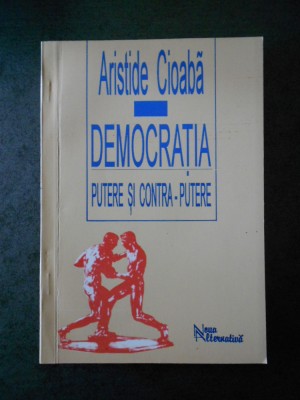 Aristide Cioabă
DEMOCRAȚIA
PUTERE ȘI CONTRA-PUTERE
Noua
Alternativă